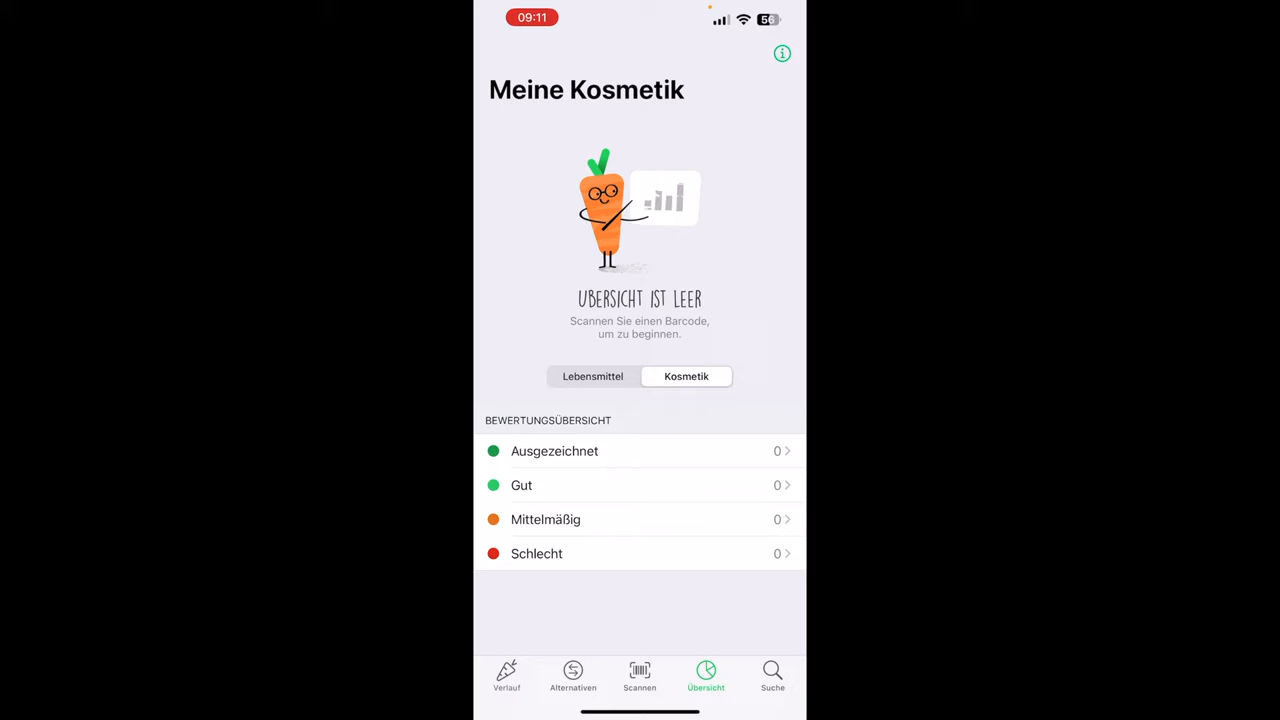 09:11
56
Meine Kosmetik
UBERSICHT IST LEER
Scannen Sie einen Barcode,
um zu beginnen.
Lebensmittel Kosmetik
BEWERTUNGSÜBERSICHT
Ausgezeichnet 0
Gut 0
Mittelmäßig 0
Schlecht 0
Verlauf Alternativen Scannen Übersicht Suche